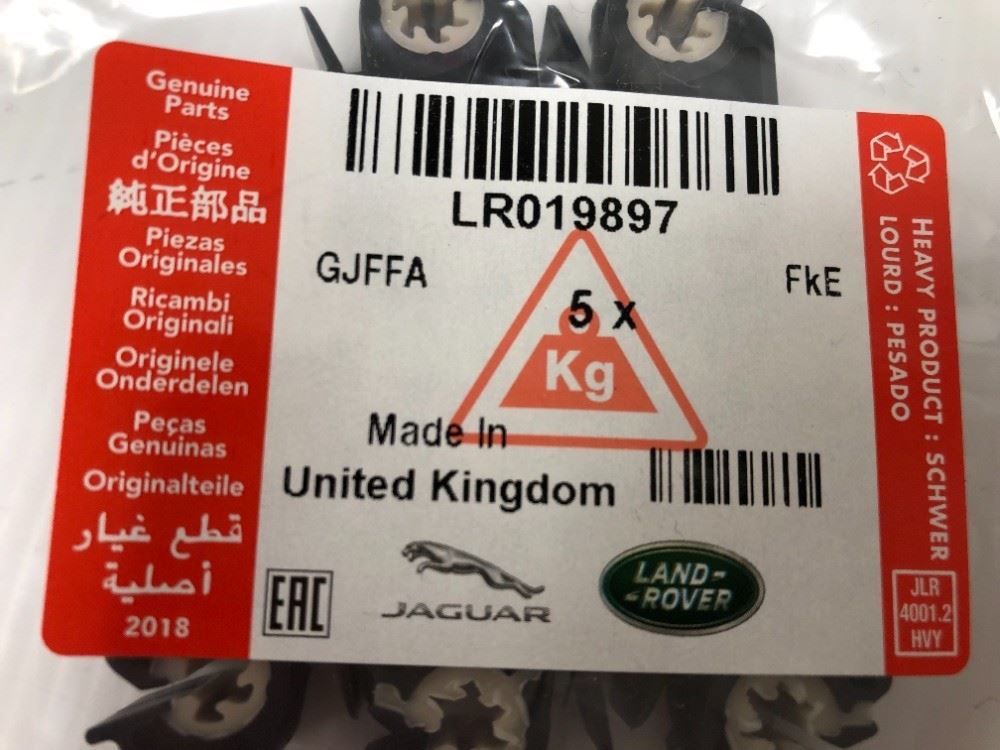 Genuine
Parts
Pièces
d'Origine
純正部品
Piezas
Originales
Ricambi
Originali
Originele
Onderdelen
Peças
Genuinas
Originalteile
قطع غيار
أصلية
2018
LR019897
GJFFA
FkE
5 x
Kg
Made In
United Kingdom
EAC
JAGUAR
LAND-
-ROVER
HEAVY PRODUCT : SCHWER
LOURD : PESADO
JLR
4001.2
HVY